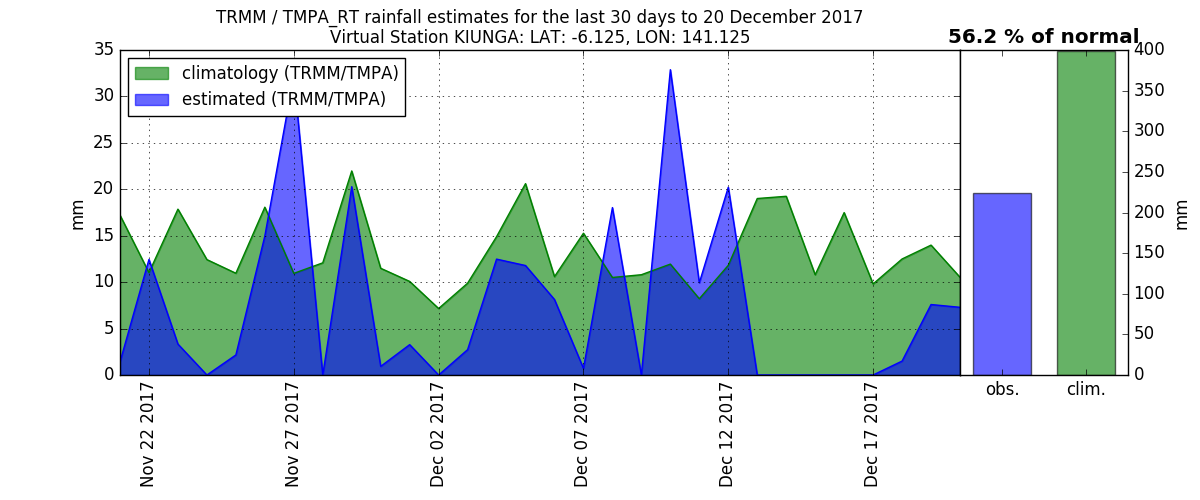 TRMM / TMPA_RT rainfall estimates for the last 30 days to 20 December 2017
Virtual Station KIUNGA: LAT: -6.125, LON: 141.125
56.2 % of normal
climatology (TRMM/TMPA)
estimated (TRMM/TMPA)
35
30
25
20
15
10
5
0
mm
Nov 22 2017
Nov 27 2017
Dec 02 2017
Dec 07 2017
Dec 12 2017
Dec 17 2017
obs.
clim.
400
350
300
250
200
150
100
50
0
mm